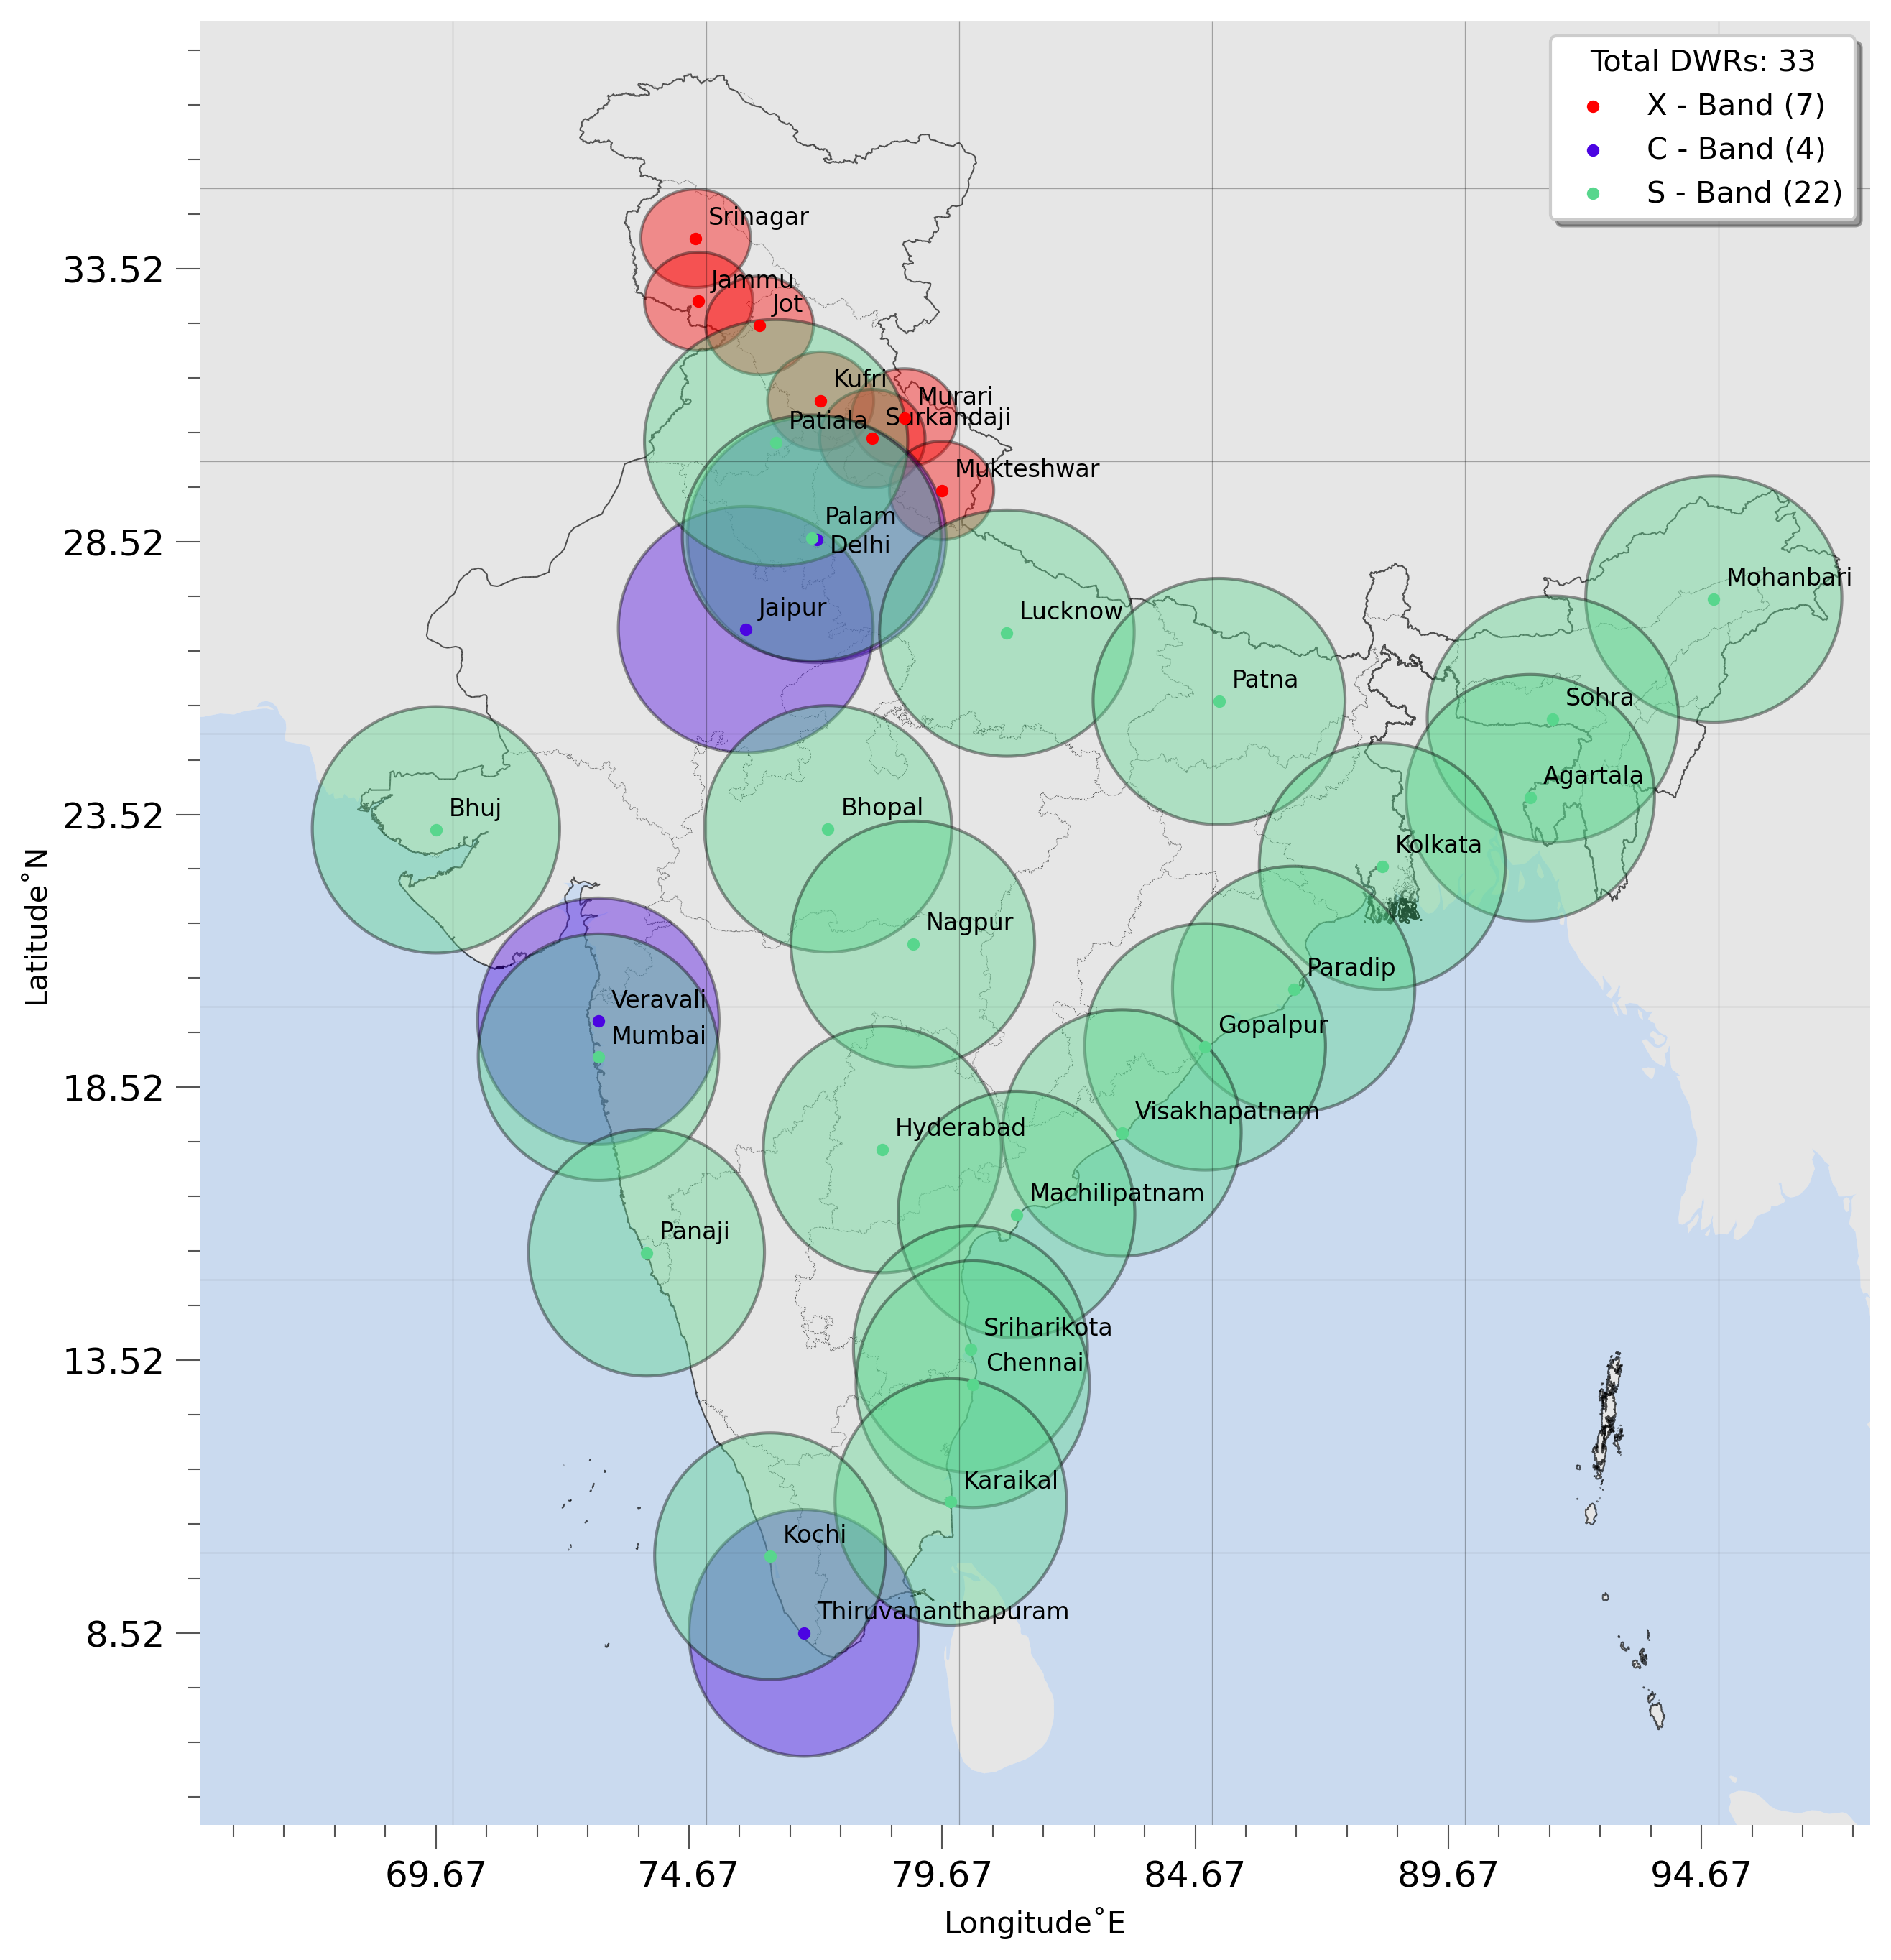 Total DWRs: 33
X - Band (7)
C - Band (4)
S - Band (22)
Srinagar
33.52
Jammu
Jot
Kufri
Murari
Surkandaji
Patiala
Mukteshwar
Palam
28.52
Delhi
Mohanbari
Jaipur
Lucknow
Patna
Sohra
Agartala
Bhuj
Bhopal
23.52
Kolkata
Latitude°N
Nagpur
Paradip
Veravali
Gopalpur
Mumbai
18.52
Visakhapatnam
Hyderabad
Machilipatnam
Panaji
Sriharikota
13.52
Chennai
Karaikal
Kochi
Thiruvananthapuram
8.52
69.67 74.67 79.67 84.67 89.67 94.67
Longitude°E